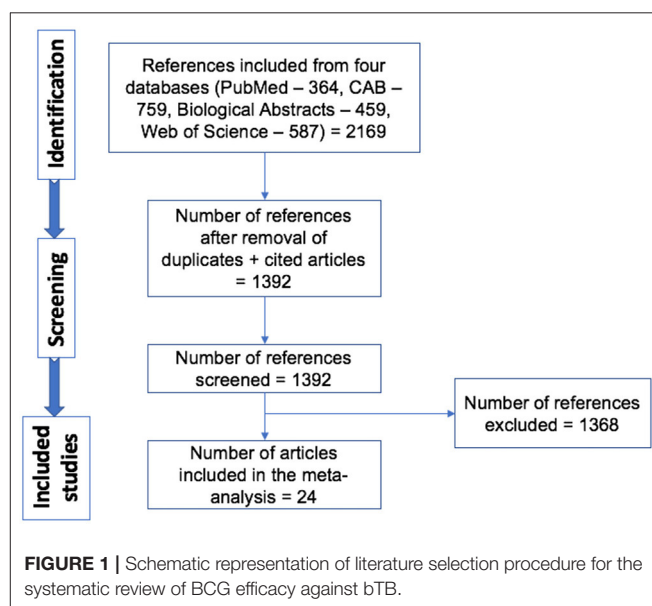 Identification
References included from four
databases (PubMed – 364, CAB –
759, Biological Abstracts – 459,
Web of Science – 587) = 2169
Screening
Number of references
after removal of
duplicates + cited articles
= 1392
Number of references
screened = 1392
Number of references
excluded = 1368
Included
studies
Number of articles
included in the meta-
analysis = 24
FIGURE 1 | Schematic representation of literature selection procedure for the
systematic review of BCG efficacy against bTB.